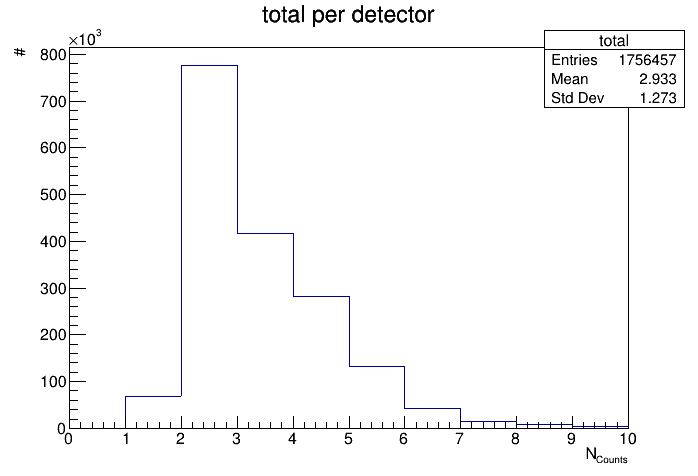 total per detector
×10³
#
total
Entries 1756457
Mean 2.933
Std Dev 1.273
800
700
600
500
400
300
200
100
0
0 1 2 3 4 5 6 7 8 9 10
N_Counts